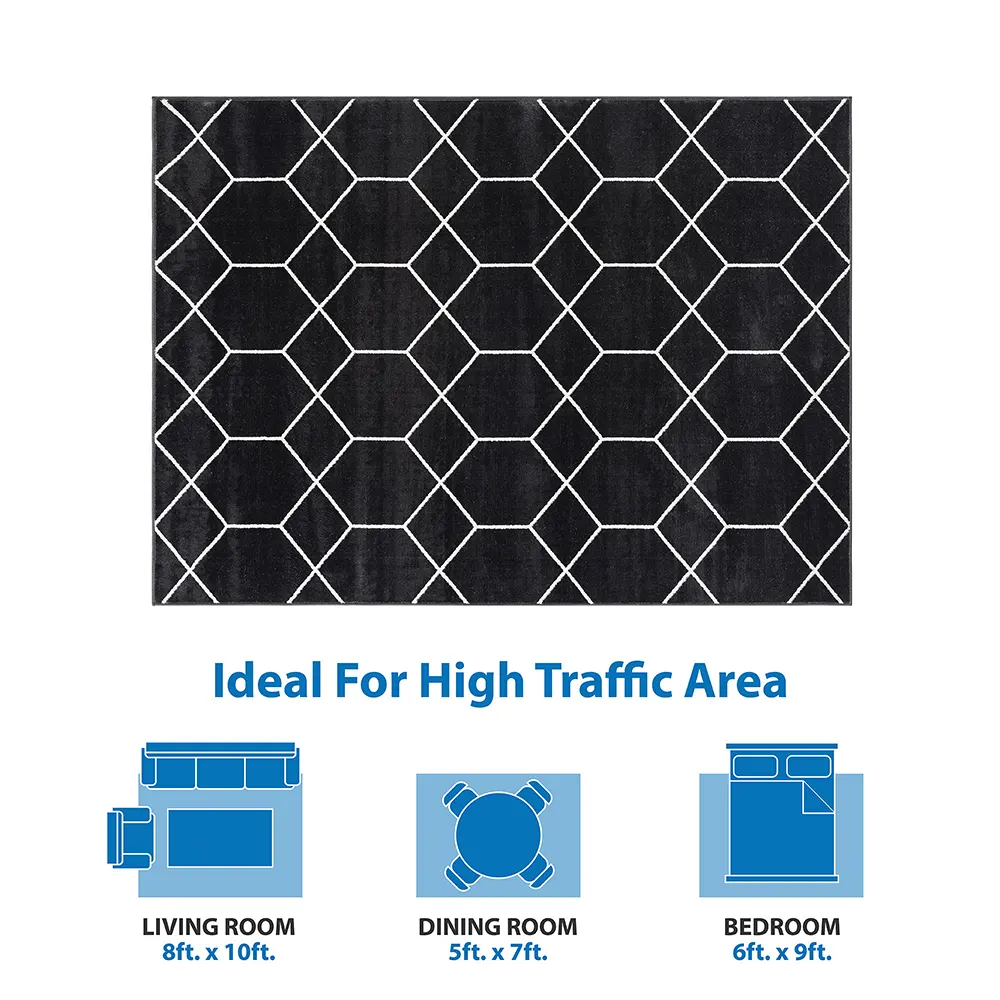 Ideal For High Traffic Area
LIVING ROOM
8ft. x 10ft.
DINING ROOM
5ft. x 7ft.
BEDROOM
6ft. x 9ft.